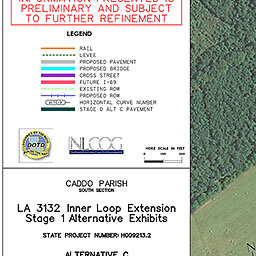 PRELIMINARY AND SUBJECT
TO FURTHER REFINEMENT
LEGEND
RAIL
LEVEE
PROPOSED PAVEMENT
PROPOSED BRIDGE
CROSS STREET
FUTURE I-69
EXISTING ROW
PROPOSED ROW
HORIZONTAL CURVE NUMBER
STAGE 0 ALT C PAVEMENT
DOTD
NLCOG
HORZ SCALE IN FEET
CADDO PARISH
SOUTH SECTION
LA 3132 Inner Loop Extension
Stage 1 Alternative Exhibits
STATE PROJECT NUMBER: H.009213.2
ALTERNATIVE C